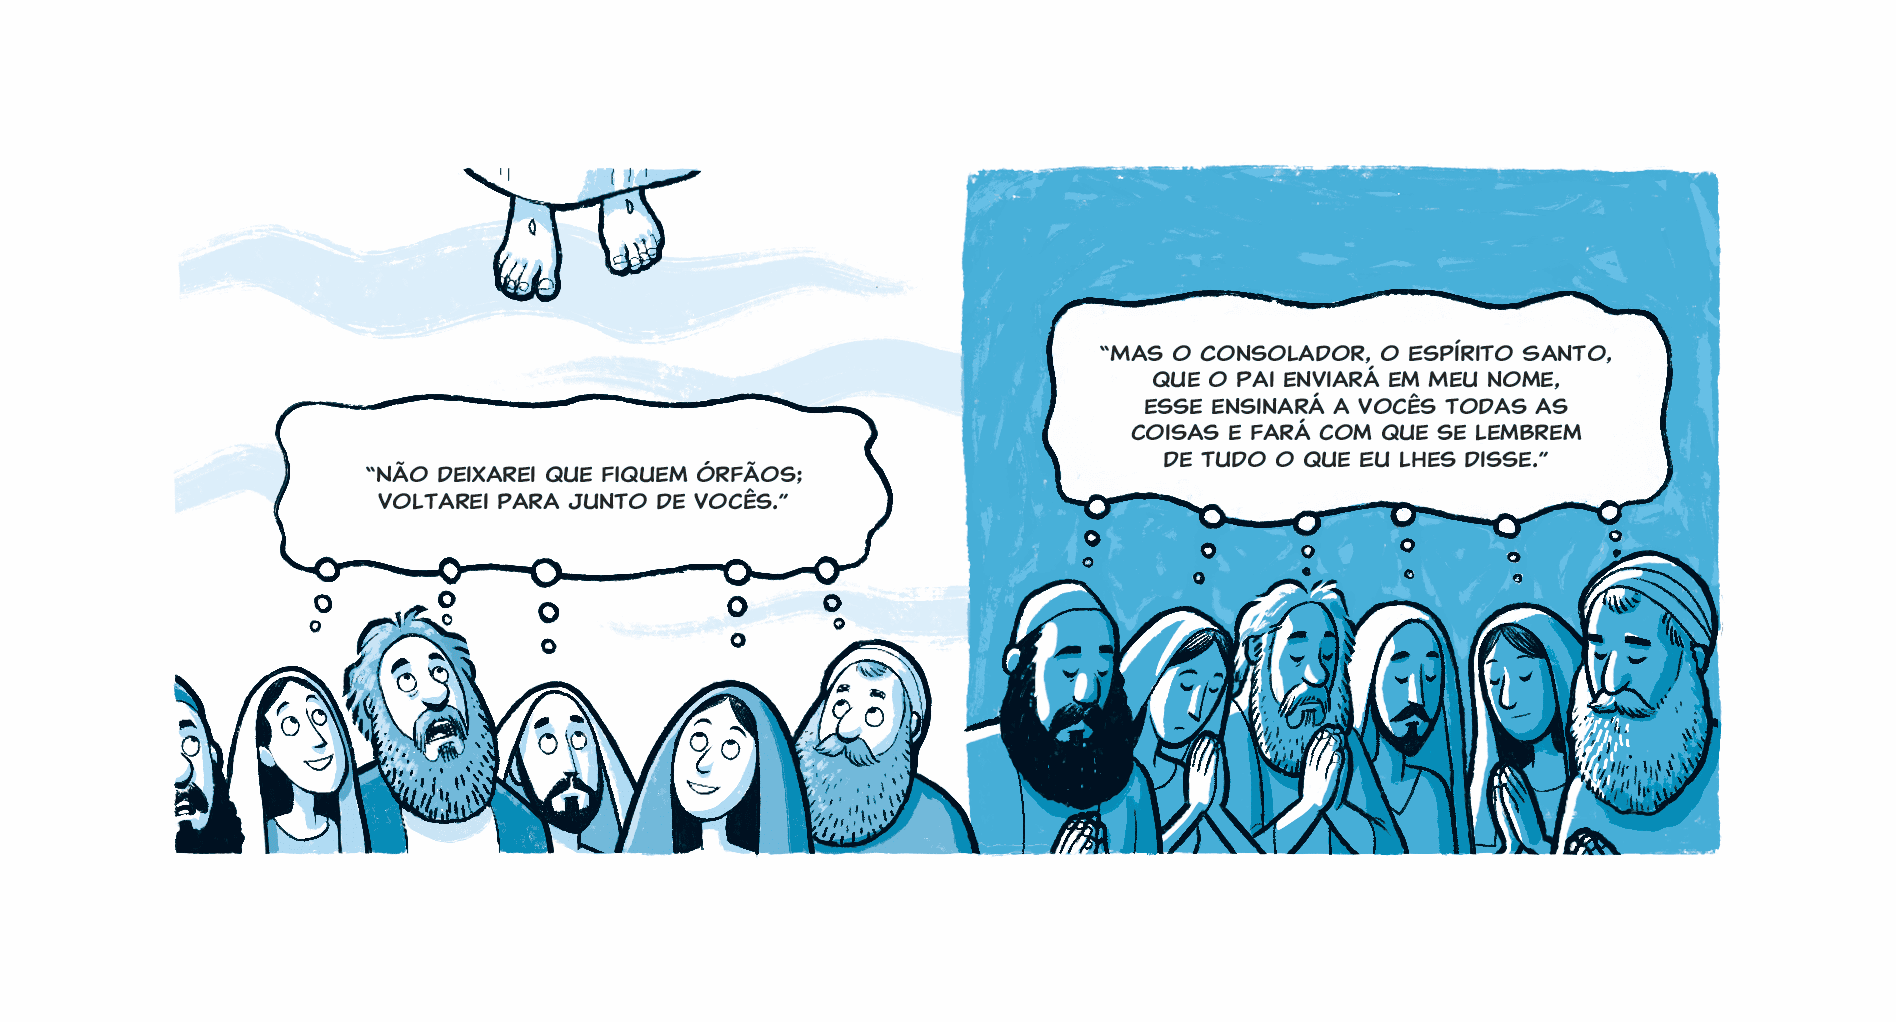 “NÃO DEIXAREI QUE FIQUEM ÓRFÃOS;
VOLTAREI PARA JUNTO DE VOCÊS.”
“MAS O CONSOLADOR, O ESPÍRITO SANTO,
QUE O PAI ENVIARÁ EM MEU NOME,
ESSE ENSINARÁ A VOCÊS TODAS AS
COISAS E FARÁ COM QUE SE LEMBREM
DE TUDO O QUE EU LHES DISSE.”